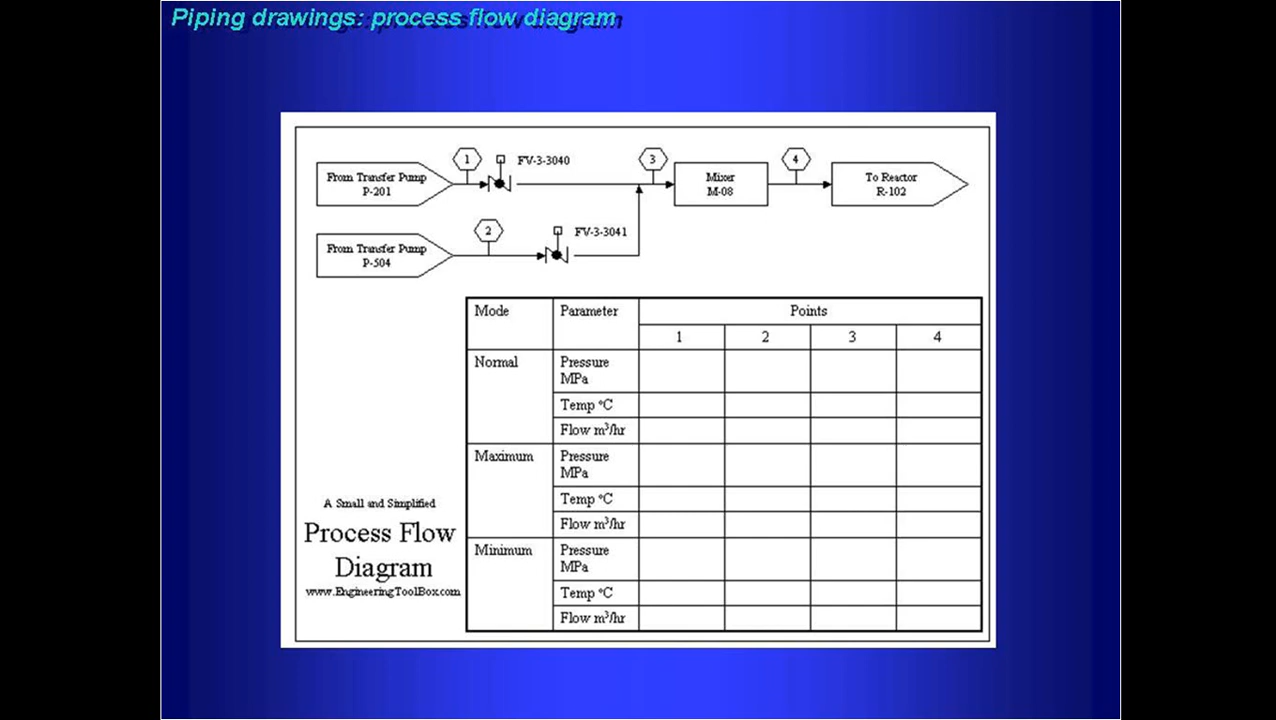 Piping drawings: process flow diagram
1
FV-3-3040
3
4
From Transfer Pump
P-201
Mixer
M-08
To Reactor
R-102
2
FV-3-3041
From Transfer Pump
P-504
Mode
Parameter
Points
1
2
3
4
Normal
Pressure
MPa
Temp °C
Flow m³/hr
Maximum
Pressure
MPa
Temp °C
Flow m³/hr
Minimum
Pressure
MPa
Temp °C
Flow m³/hr
A Small and Simplified
Process Flow
Diagram
www.EngineeringToolBox.com